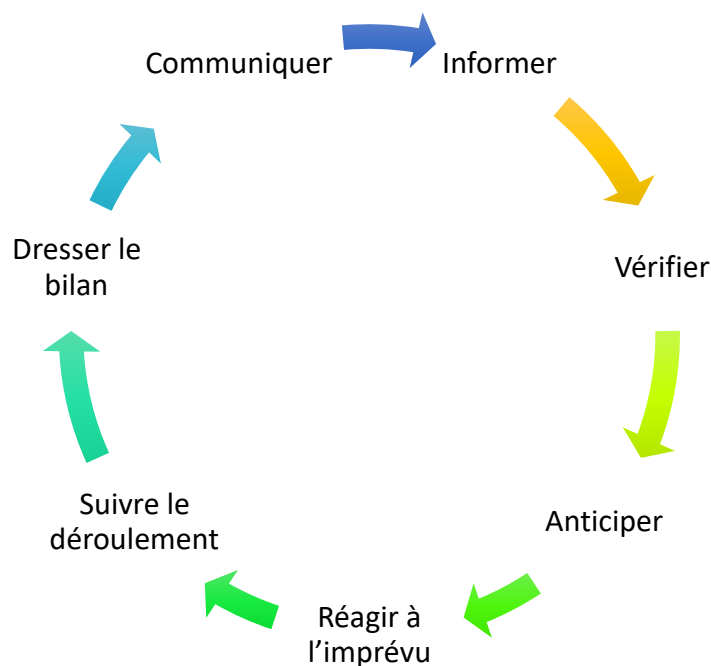 Communiquer
Informer
Vérifier
Anticiper
Réagir à
l’imprévu
Suivre le
déroulement
Dresser le
bilan